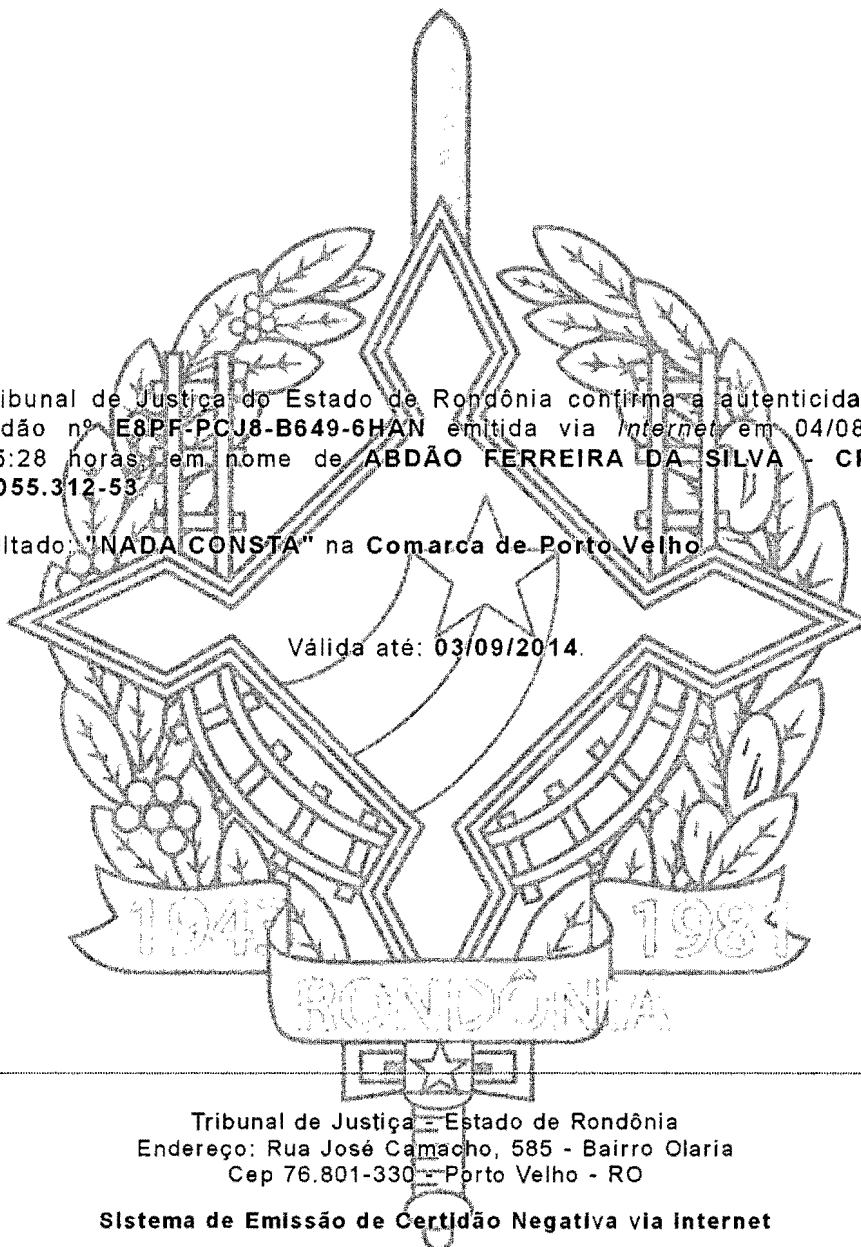 ibunal de Justiça do Estado de Rondônia confirma a autenticida
dão nº E8PF-PCJ8-B649-6HAN emitida via Internet em 04/08
5:28 horas, em nome de ABDÃO FERREIRA DA SILVA - CP
055.312-53.
ltado: "NADA CONSTA" na Comarca de Porto Velho
Válida até: 03/09/2014.
1943 1981
RONDÔNIA
Tribunal de Justiça - Estado de Rondônia
Endereço: Rua José Camacho, 585 - Bairro Olaria
Cep 76.801-330 - Porto Velho - RO
Sistema de Emissão de Certidão Negativa via Internet